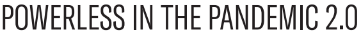 POWERLESS IN THE PANDEMIC 2.0